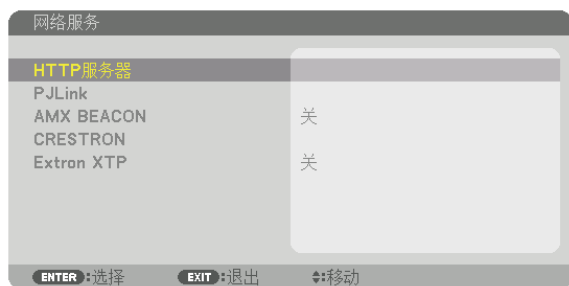 网络服务
HTTP服务器
PJLink
AMX BEACON 关
CRESTRON
Extron XTP 关
ENTER:选择 EXIT:退出 ◆:移动